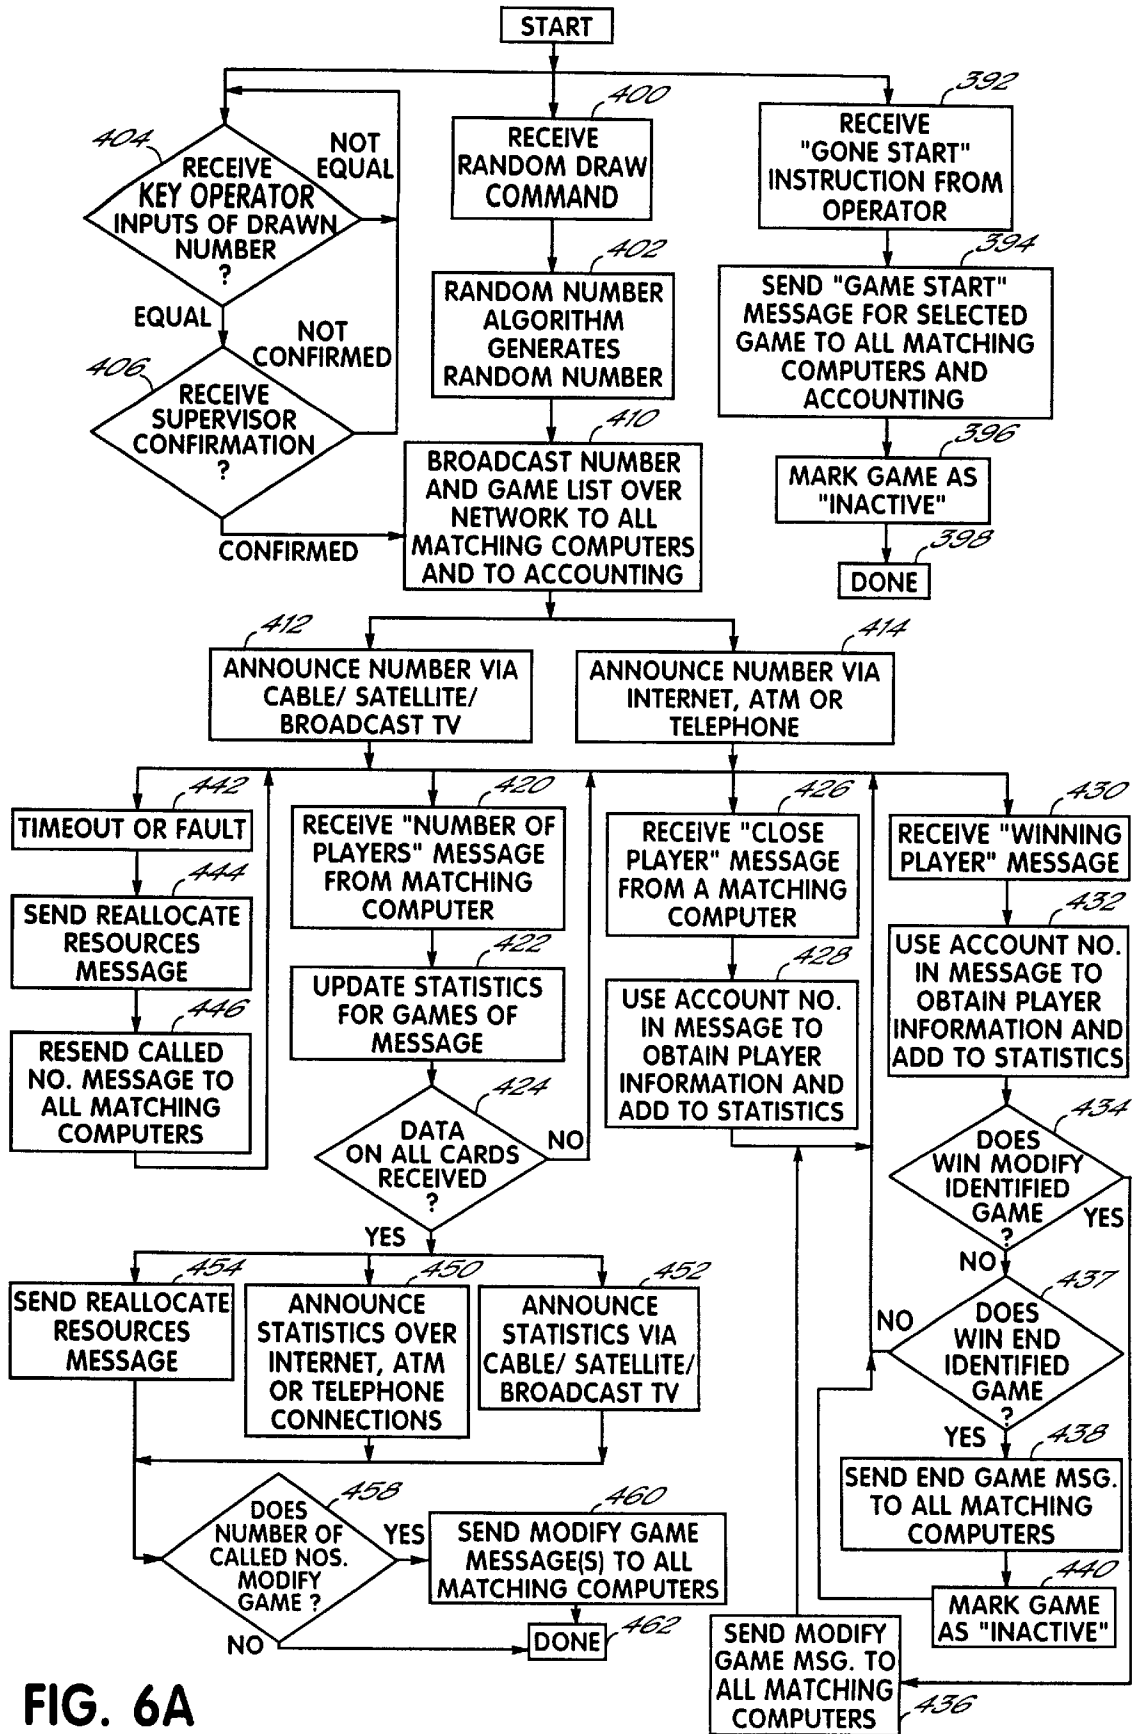 START
392
RECEIVE
"GONE START"
INSTRUCTION FROM
OPERATOR
400
RECEIVE
RANDOM DRAW
COMMAND
404
RECEIVE
KEY OPERATOR
INPUTS OF DRAWN
NUMBER
?
NOT
EQUAL
EQUAL
NOT
CONFIRMED
406
RECEIVE
SUPERVISOR
CONFIRMATION
?
CONFIRMED
402
RANDOM NUMBER
ALGORITHM
GENERATES
RANDOM NUMBER
394
SEND "GAME START"
MESSAGE FOR SELECTED
GAME TO ALL MATCHING
COMPUTERS AND
ACCOUNTING
410
BROADCAST NUMBER
AND GAME LIST OVER
NETWORK TO ALL
MATCHING COMPUTERS
AND TO ACCOUNTING
396
MARK GAME AS
"INACTIVE"
398
DONE
412
ANNOUNCE NUMBER VIA
CABLE/ SATELLITE/
BROADCAST TV
414
ANNOUNCE NUMBER VIA
INTERNET, ATM OR
TELEPHONE
442
TIMEOUT OR FAULT
444
SEND REALLOCATE
RESOURCES
MESSAGE
446
RESEND CALLED
NO. MESSAGE TO
ALL MATCHING
COMPUTERS
420
RECEIVE "NUMBER OF
PLAYERS" MESSAGE
FROM MATCHING
COMPUTER
422
UPDATE STATISTICS
FOR GAMES OF
MESSAGE
424
DATA
ON ALL CARDS
RECEIVED
?
NO
YES
426
RECEIVE "CLOSE
PLAYER" MESSAGE
FROM A MATCHING
COMPUTER
428
USE ACCOUNT NO.
IN MESSAGE TO
OBTAIN PLAYER
INFORMATION AND
ADD TO STATISTICS
430
RECEIVE "WINNING
PLAYER" MESSAGE
432
USE ACCOUNT NO.
IN MESSAGE TO
OBTAIN PLAYER
INFORMATION AND
ADD TO STATISTICS
434
DOES
WIN MODIFY
IDENTIFIED
GAME
?
YES
NO
437
DOES
WIN END
IDENTIFIED
GAME
?
NO
YES
438
SEND END GAME MSG.
TO ALL MATCHING
COMPUTERS
440
MARK GAME
AS "INACTIVE"
454
SEND REALLOCATE
RESOURCES
MESSAGE
450
ANNOUNCE
STATISTICS OVER
INTERNET, ATM
OR TELEPHONE
CONNECTIONS
452
ANNOUNCE
STATISTICS VIA
CABLE/ SATELLITE/
BROADCAST TV
458
DOES
NUMBER OF
CALLED NOS.
MODIFY
GAME ?
YES
NO
460
SEND MODIFY GAME
MESSAGE(S) TO ALL
MATCHING COMPUTERS
DONE
462
SEND MODIFY
GAME MSG. TO
ALL MATCHING
COMPUTERS
436
FIG. 6A